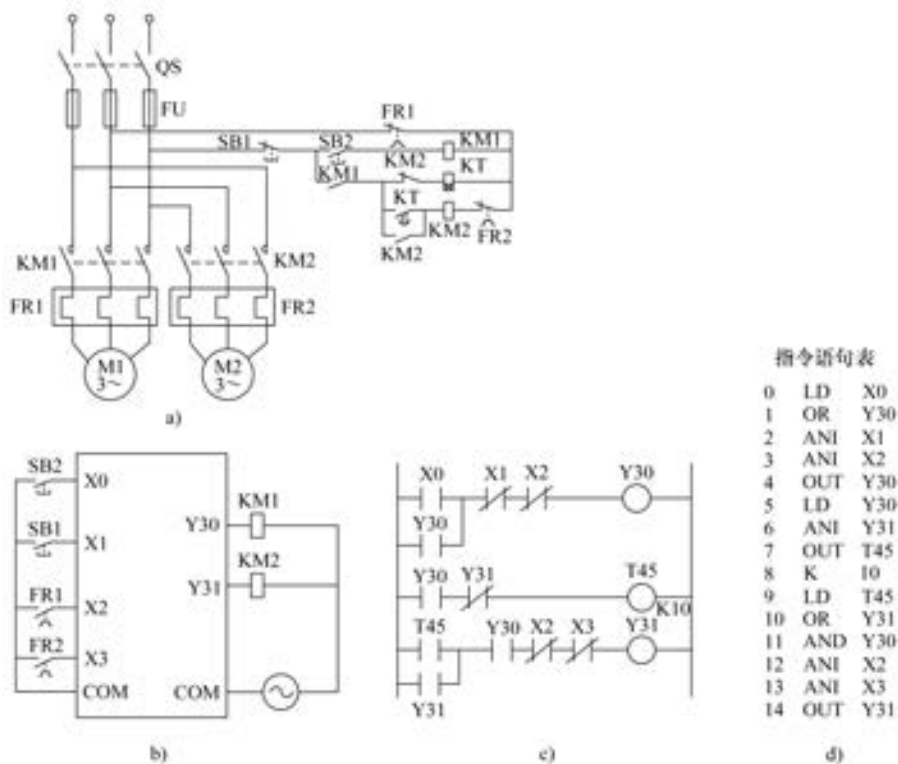 QS
FU
FR1
SB1 SB2 KM1
KM2 KT
KM1
KT
KM2 FR2
KM2
KM1 KM2
FR1 FR2
M1 M2
3~ 3~
a)
SB2 X0
KM1
Y30
SB1 X1
KM2
Y31
FR1 X2
FR2 X3
COM COM
b)
X0 X1 X2 Y30
Y30
Y30 Y31 T45
K10
T45 Y30 X2 X3 Y31
Y31
c)
指令语句表
0 LD X0
1 OR Y30
2 ANI X1
3 ANI X2
4 OUT Y30
5 LD Y30
6 ANI Y31
7 OUT T45
8 K 10
9 LD T45
10 OR Y31
11 AND Y30
12 ANI X2
13 ANI X3
14 OUT Y31
d)